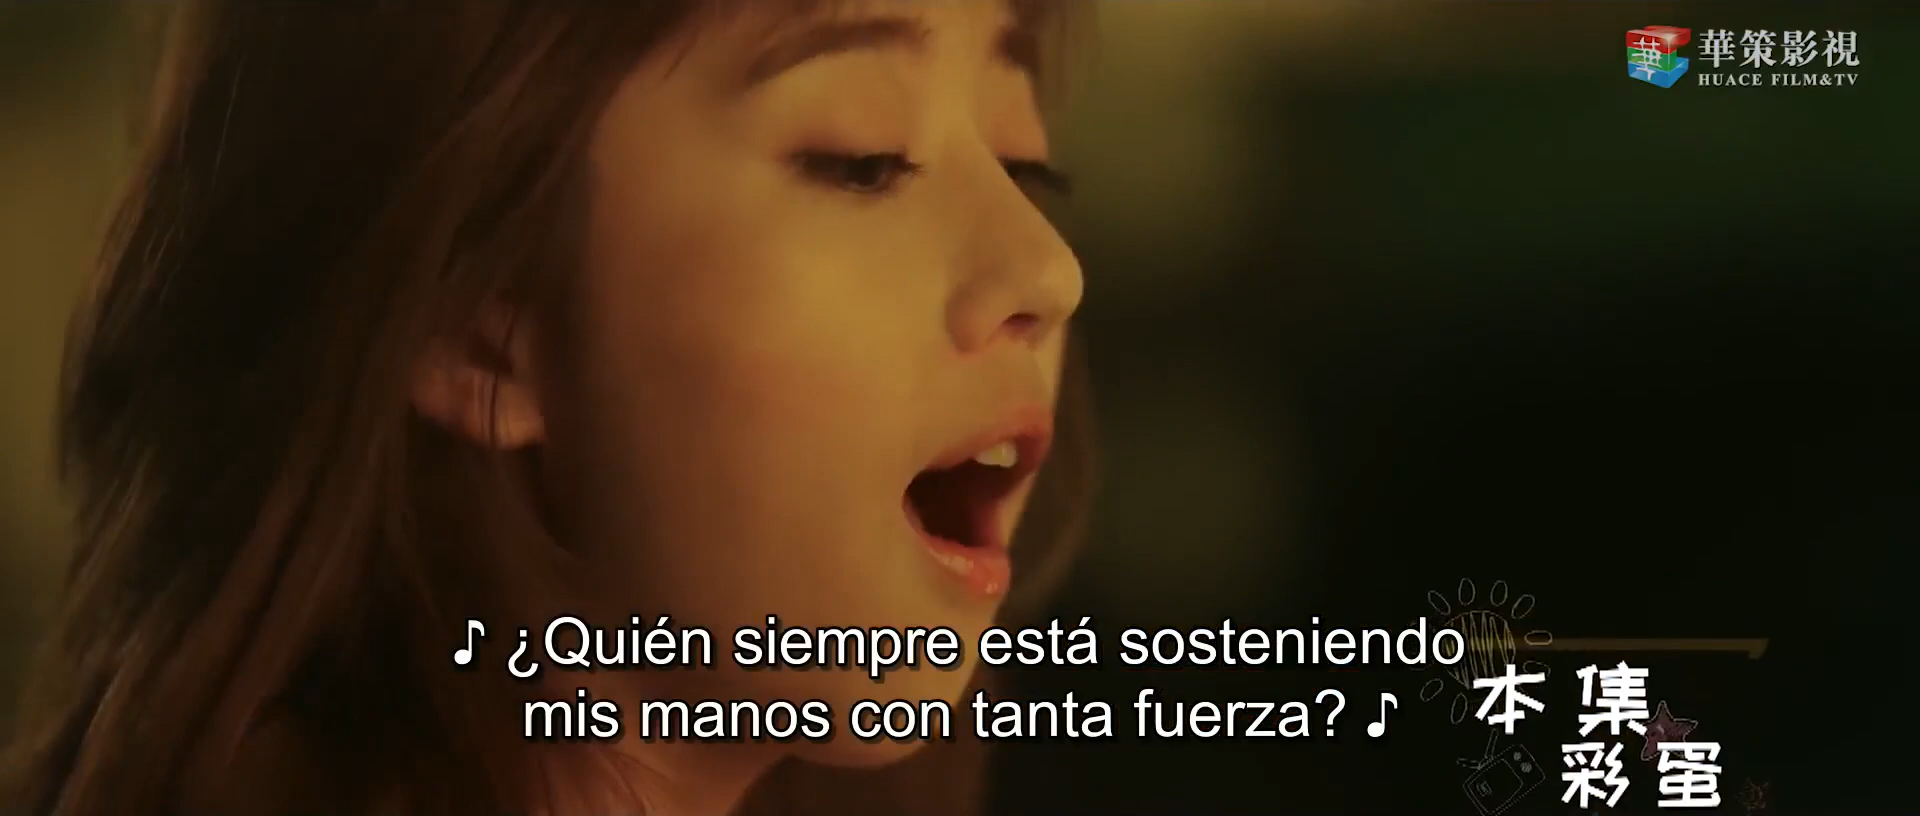 華策影視
HUACE FILM&TV
♪ ¿Quién siempre está sosteniendo
mis manos con tanta fuerza? ♪
本集
彩蛋